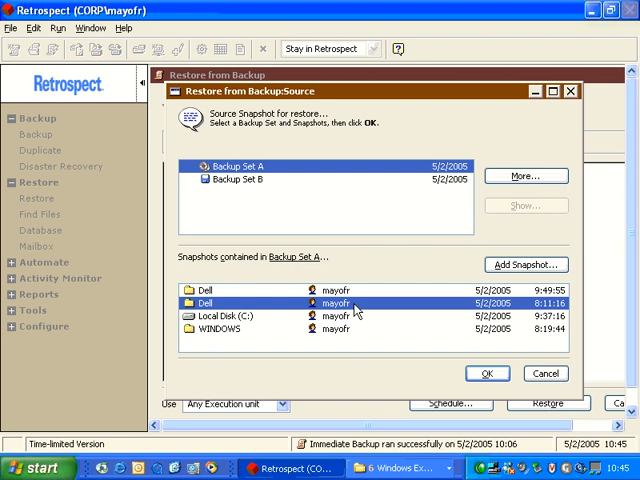 Retrospect (CORP\mayofr)
File Edit Run Window Help
Stay in Retrospect
Retrospect.
Backup
Backup
Duplicate
Disaster Recovery
Restore
Restore
Find Files
Database
Mailbox
Automate
Activity Monitor
Reports
Tools
Configure
Restore from Backup
Restore from Backup:Source
Source Snapshot for restore...
Select a Backup Set and Snapshots, then click OK.
Backup Set A 5/2/2005
Backup Set B 5/2/2005
More...
Show...
Snapshots contained in Backup Set A...
Add Snapshot...
Dell mayofr 5/2/2005 9:49:55
Dell mayofr 5/2/2005 8:11:16
Local Disk (C:) mayofr 5/2/2005 9:37:16
WINDOWS mayofr 5/2/2005 8:19:44
OK Cancel
Use Any Execution unit Schedule... Restore Ca
Time-limited Version Immediate Backup ran successfully on 5/2/2005 10:06 5/2/2005 10:45
start Retrospect (CO... 6 Windows Ex... 10:45